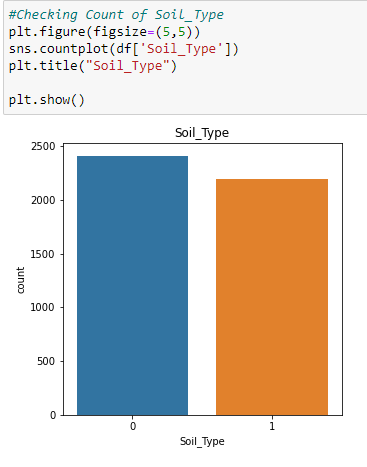 #Checking Count of Soil_Type
plt.figure(figsize=(5,5))
sns.countplot(df['Soil_Type'])
plt.title("Soil_Type")
plt.show()
Soil_Type
2500
2000
1500
1000
500
0
count
0 1
Soil_Type